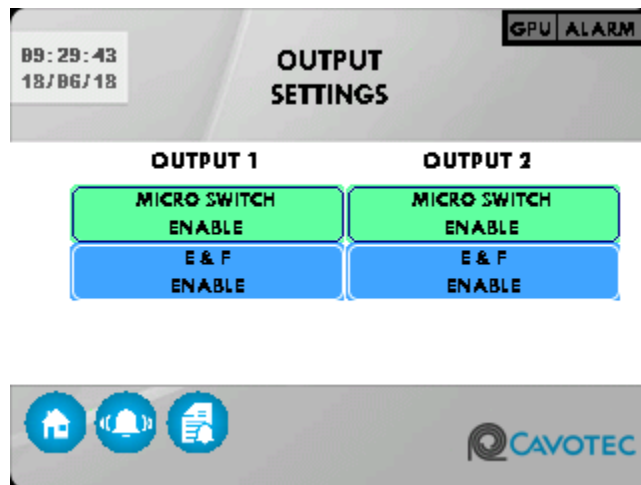 GPU ALARM
09:29:43
18/06/18
OUTPUT
SETTINGS
OUTPUT 1 OUTPUT 2
MICRO SWITCH MICRO SWITCH
ENABLE ENABLE
E & F E & F
ENABLE ENABLE
CAVOTEC